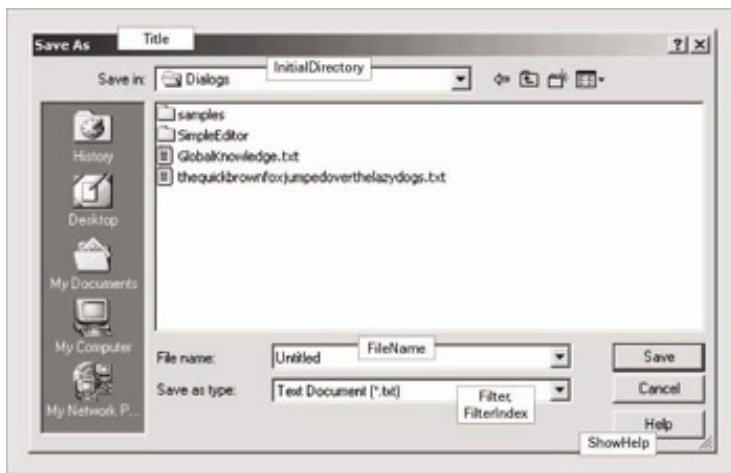 Save As
Title
Save in:
Dialogs
InitialDirectory
samples
SimpleEditor
GlobalKnowledge.txt
thequickbrownfoxjumpedoverthelazydogs.txt
History
Desktop
My Documents
My Computer
My Network P...
File name:
Untitled
FileName
Save
Save as type:
Text Document (*.txt)
Filter,
FilterIndex
Cancel
Help
ShowHelp